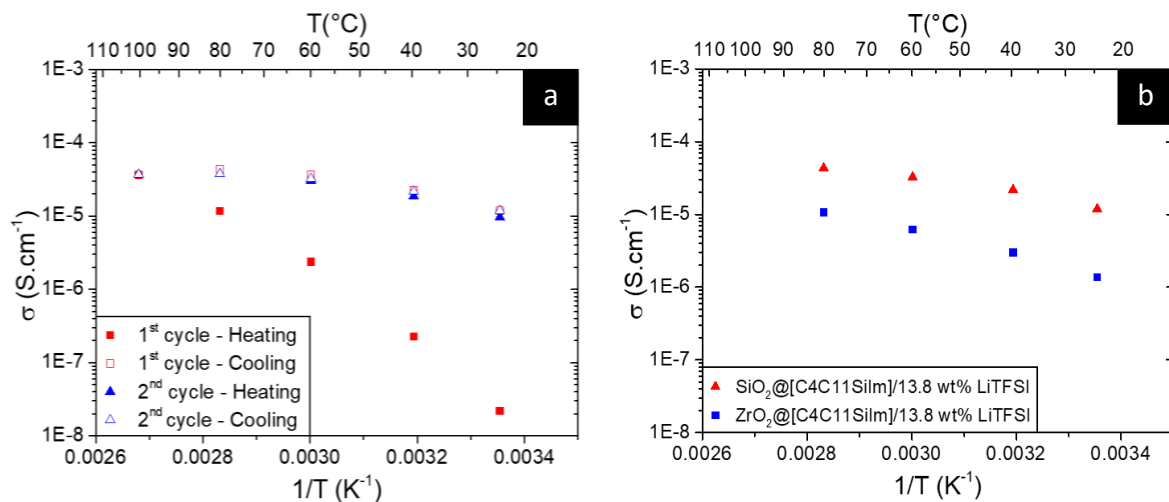 T(°C)
110 100 90 80 70 60 50 40 30 20
1E-3
1E-4
1E-5
1E-6
1E-7
1E-8
σ (S.cm⁻¹)
a
1ˢᵗ cycle - Heating
1ˢᵗ cycle - Cooling
2ⁿᵈ cycle - Heating
2ⁿᵈ cycle - Cooling
0.0026 0.0028 0.0030 0.0032 0.0034
1/T (K⁻¹)
T(°C)
110 100 90 80 70 60 50 40 30 20
1E-3
1E-4
1E-5
1E-6
1E-7
1E-8
σ (S.cm⁻¹)
b
SiO₂@[C4C11SiIm]/13.8 wt% LiTFSI
ZrO₂@[C4C11SiIm]/13.8 wt% LiTFSI
0.0026 0.0028 0.0030 0.0032 0.0034
1/T (K⁻¹)